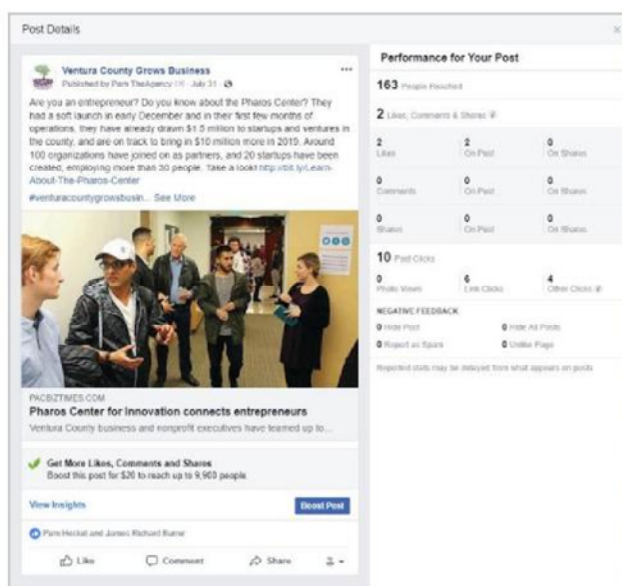 Post Details
Ventura County Grows Business
Published by Pam TheAgency · July 31 ·
Are you an entrepreneur? Do you know about the Pharos Center? They
had a soft launch in early December and in their first few months of
operations, they have already drawn $1.5 million to startups and ventures in
the county, and are on track to bring in $10 million more in 2019. Around
100 organizations have joined on as partners, and 20 startups have been
created, employing more than 50 people. Take a look! http://bit.ly/Learn-
About-The-Pharos-Center
#venturacountygrowsbusin... See More
PACBIZTIMES.COM
Pharos Center for Innovation connects entrepreneurs
Ventura County business and nonprofit executives have teamed up to...
Get More Likes, Comments and Shares
Boost this post for $20 to reach up to 9,900 people.
View Insights
Boost Post
Pam Heckel and James Richard
Like Comment Share
Performance for Your Post
163 People Reached
2 Likes, Comments & Shares
2 2 0
Likes On Post On Shares
0 0 0
Comments On Post On Shares
0 0 0
Shares On Post On Shares
10 Post Clicks
0 6 4
Photo Views Link Clicks Other Clicks
NEGATIVE FEEDBACK
0 Hide Post 0 Hide All Posts
0 Report as Spam 0 Unlike Page
Reported stats may be delayed from what appears on posts